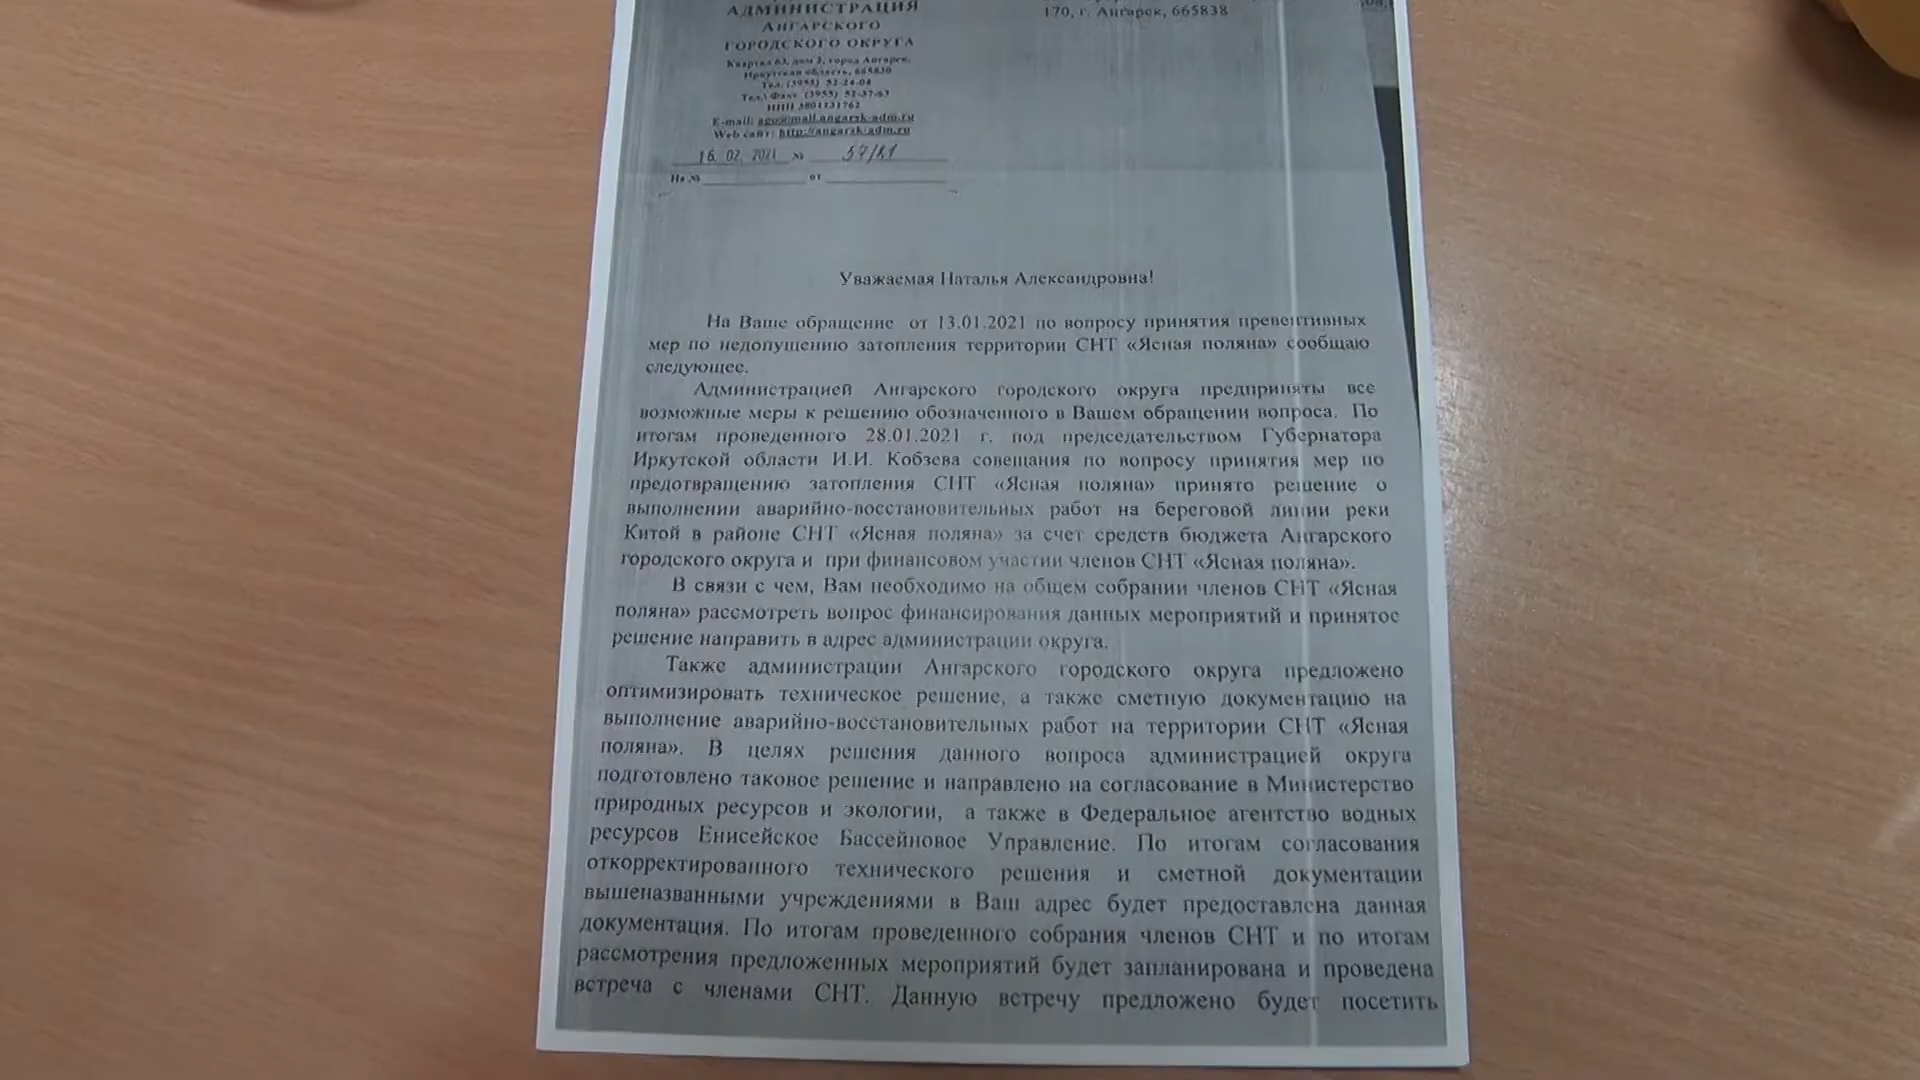 АДМИНИСТРАЦИЯ
АНГАРСКОГО
ГОРОДСКОГО ОКРУГА
Квартал 63, дом 2, город Ангарск,
Иркутская область, 665830
Тел. (3955) 52-24-04
Тел.\ Факс (3955) 52-37-63
ИНН 3801131762
E-mail: ago@mail.angarsk-adm.ru
Web сайт: http://angarsk-adm.ru
16. 02. 2021 №
На № от
170, г. Ангарск, 665838
Уважаемая Наталья Александровна!
На Ваше обращение от 13.01.2021 по вопросу принятия превентивных
мер по недопущению затопления территории СНТ «Ясная поляна» сообщаю
следующее.
Администрацией Ангарского городского округа предприняты все
возможные меры к решению обозначенного в Вашем обращении вопроса. По
итогам проведенного 28.01.2021 г. под председательством Губернатора
Иркутской области И.И. Кобзева совещания по вопросу принятия мер по
предотвращению затопления СНТ «Ясная поляна» принято решение о
выполнении аварийно-восстановительных работ на береговой линии реки
Китой в районе СНТ «Ясная поляна» за счет средств бюджета Ангарского
городского округа и при финансовом участии членов СНТ «Ясная поляна».
В связи с чем, Вам необходимо на общем собрании членов СНТ «Ясная
поляна» рассмотреть вопрос финансирования данных мероприятий и принятое
решение направить в адрес администрации округа.
Также администрации Ангарского городского округа предложено
оптимизировать техническое решение, а также сметную документацию на
выполнение аварийно-восстановительных работ на территории СНТ «Ясная
поляна». В целях решения данного вопроса администрацией округа
подготовлено таковое решение и направлено на согласование в Министерство
природных ресурсов и экологии, а также в Федеральное агентство водных
ресурсов Енисейское Бассейновое Управление. По итогам согласования
откорректированного технического решения и сметной документации
вышеназванными учреждениями в Ваш адрес будет предоставлена данная
документация. По итогам проведенного собрания членов СНТ и по итогам
рассмотрения предложенных мероприятий будет запланирована и проведена
встреча с членами СНТ. Данную встречу предложено будет посетить